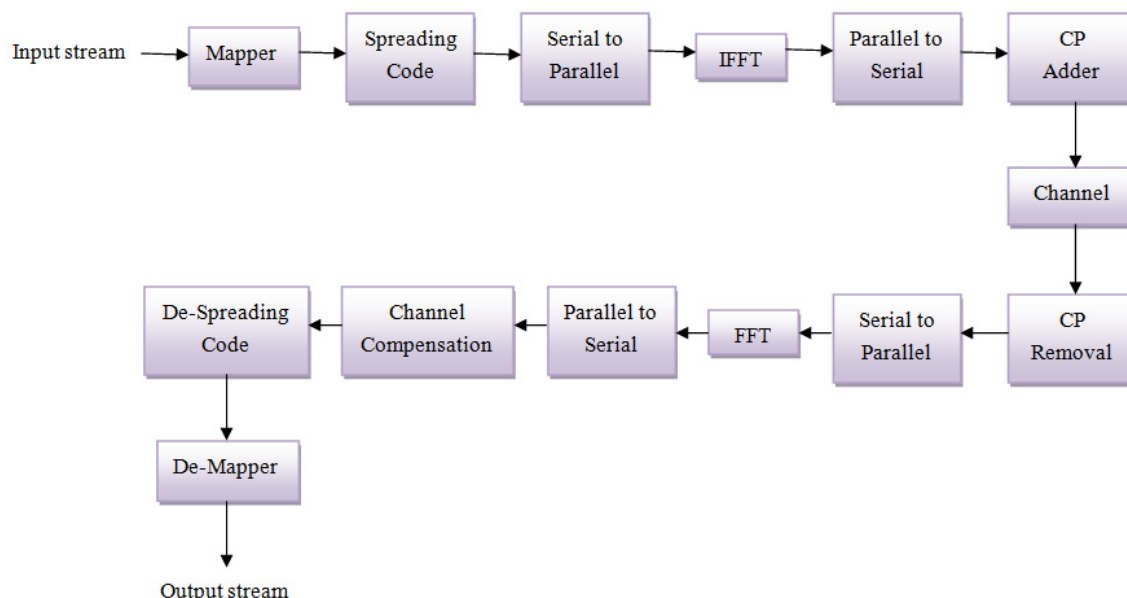 Input stream
Mapper
Spreading
Code
Serial to
Parallel
IFFT
Parallel to
Serial
CP
Adder
Channel
CP
Removal
Serial to
Parallel
FFT
Parallel to
Serial
Channel
Compensation
De-Spreading
Code
De-Mapper
Output stream